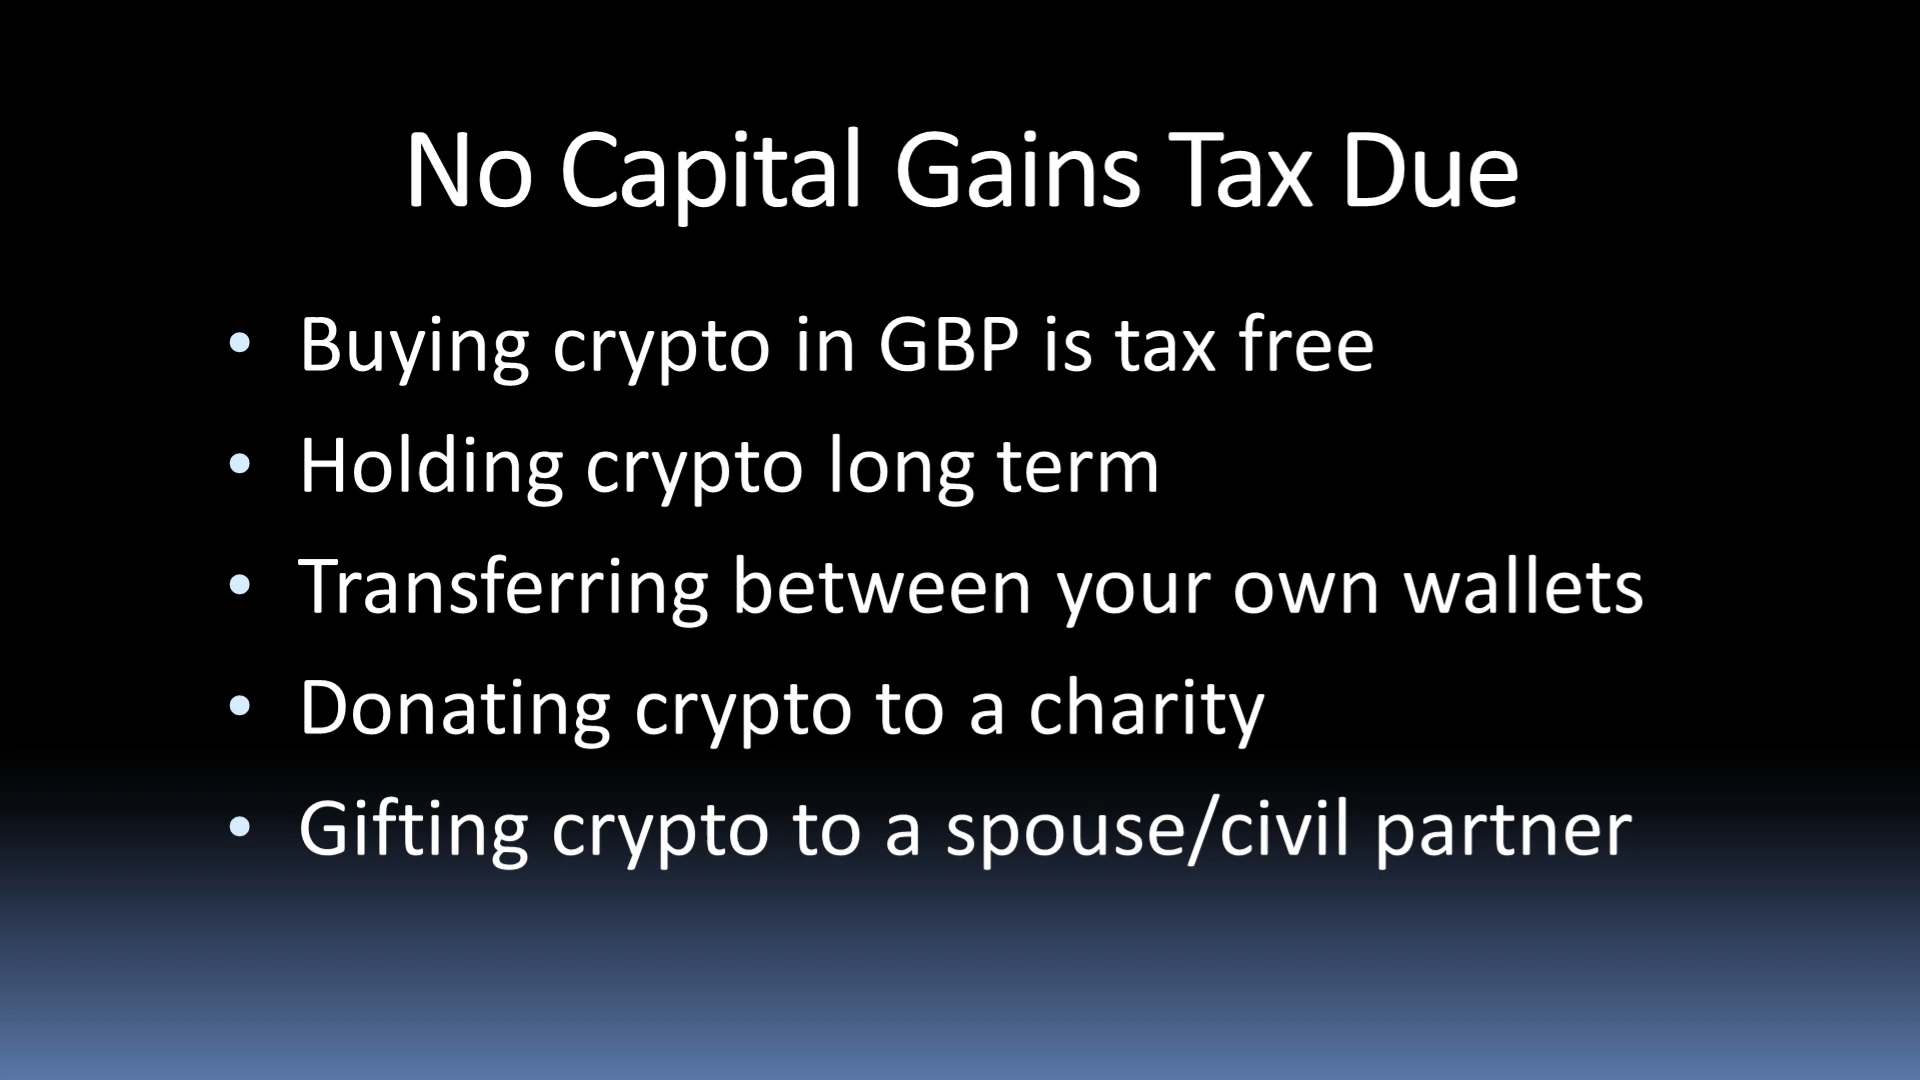 No Capital Gains Tax Due
• Buying crypto in GBP is tax free
• Holding crypto long term
• Transferring between your own wallets
• Donating crypto to a charity
• Gifting crypto to a spouse/civil partner